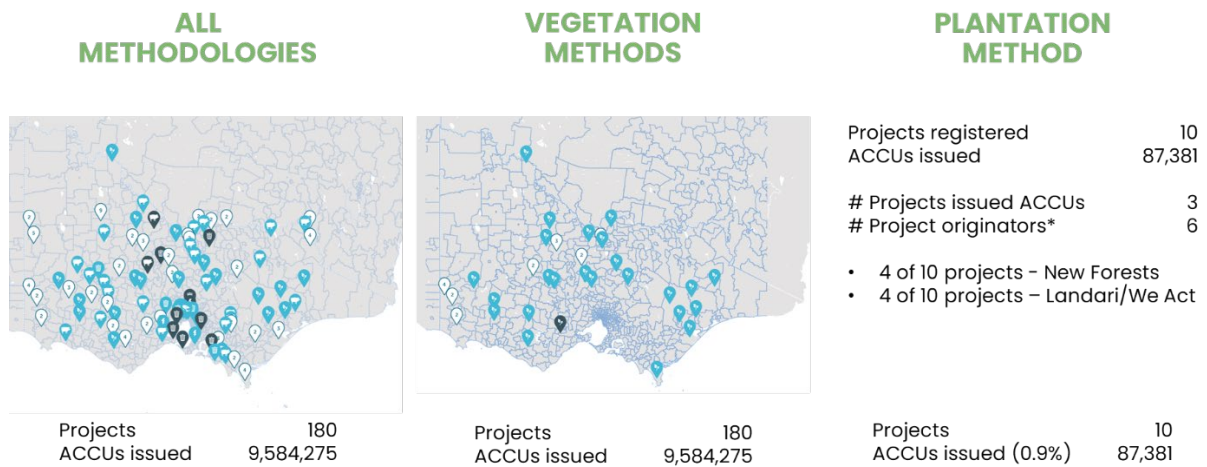 ALL
METHODOLOGIES
Projects 180
ACCUs issued 9,584,275
VEGETATION
METHODS
Projects 180
ACCUs issued 9,584,275
PLANTATION
METHOD
Projects registered 10
ACCUs issued 87,381
# Projects issued ACCUs 3
# Project originators* 6
• 4 of 10 projects - New Forests
• 4 of 10 projects – Landari/We Act
Projects 10
ACCUs issued (0.9%) 87,381